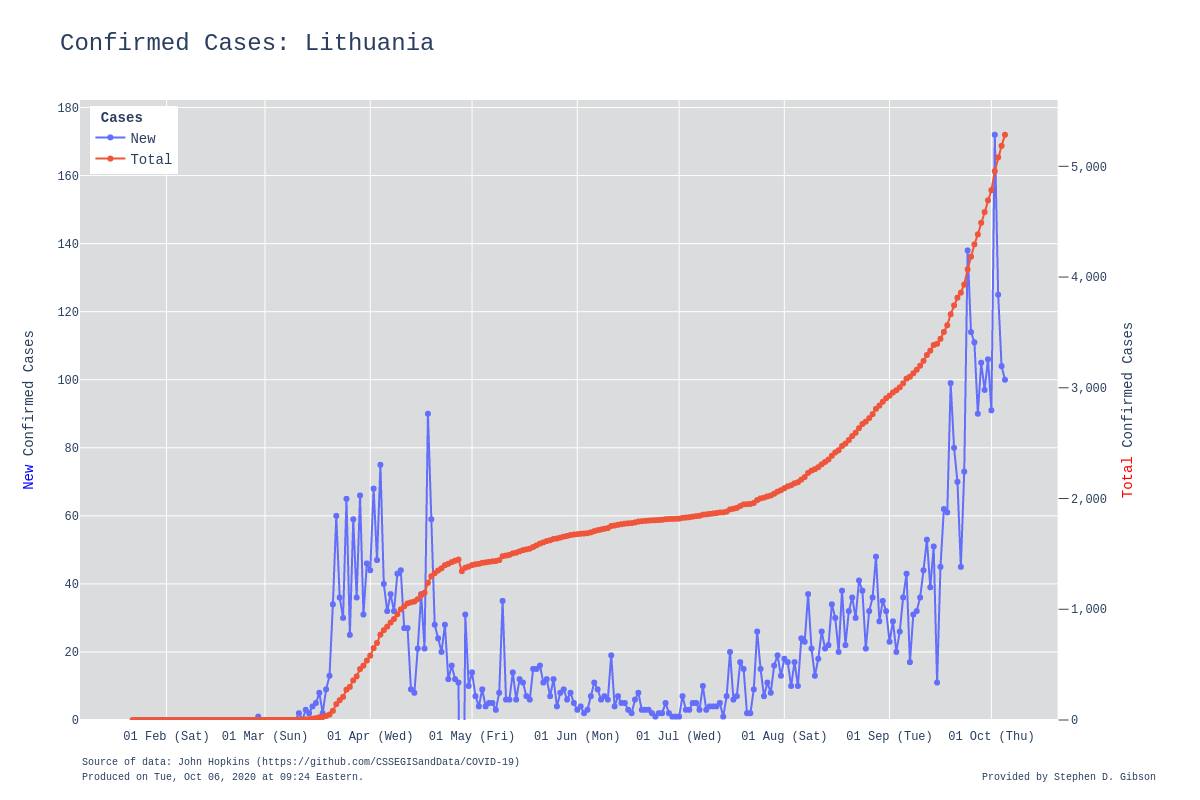 Confirmed Cases: Lithuania
Cases
New
Total
180
160
140
120
100
80
60
40
20
0
5,000
4,000
3,000
2,000
1,000
0
New Confirmed Cases
Total Confirmed Cases
01 Feb (Sat) 01 Mar (Sun) 01 Apr (Wed) 01 May (Fri) 01 Jun (Mon) 01 Jul (Wed) 01 Aug (Sat) 01 Sep (Tue) 01 Oct (Thu)
Source of data: John Hopkins (https://github.com/CSSEGISandData/COVID-19)
Produced on Tue, Oct 06, 2020 at 09:24 Eastern.
Provided by Stephen D. Gibson